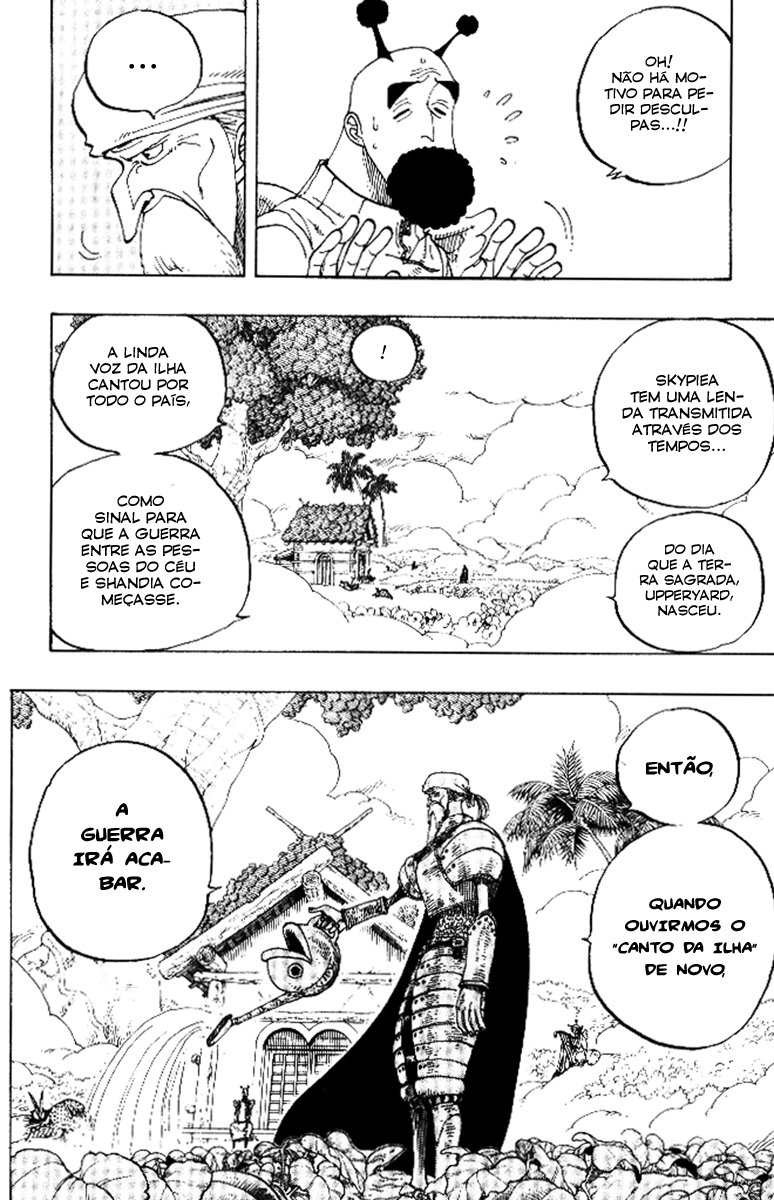 OH!
NÃO HÁ MO-
TIVO PARA PE-
DIR DESCUL-
PAS...!!
...
!
SKYPIEA
TEM UMA LEN-
DA TRANSMITIDA
ATRAVÉS DOS
TEMPOS...
DO DIA
QUE A TER-
RA SAGRADA,
UPPERYARD,
NASCEU.
A LINDA
VOZ DA ILHA
CANTOU POR
TODO O PAÍS,
COMO
SINAL PARA
QUE A GUERRA
ENTRE AS PES-
SOAS DO CÉU
E SHANDIA CO-
MEÇASSE.
ENTÃO,
QUANDO
OUVIRMOS O
"CANTO DA ILHA"
DE NOVO,
A
GUERRA
IRÁ ACA-
BAR.